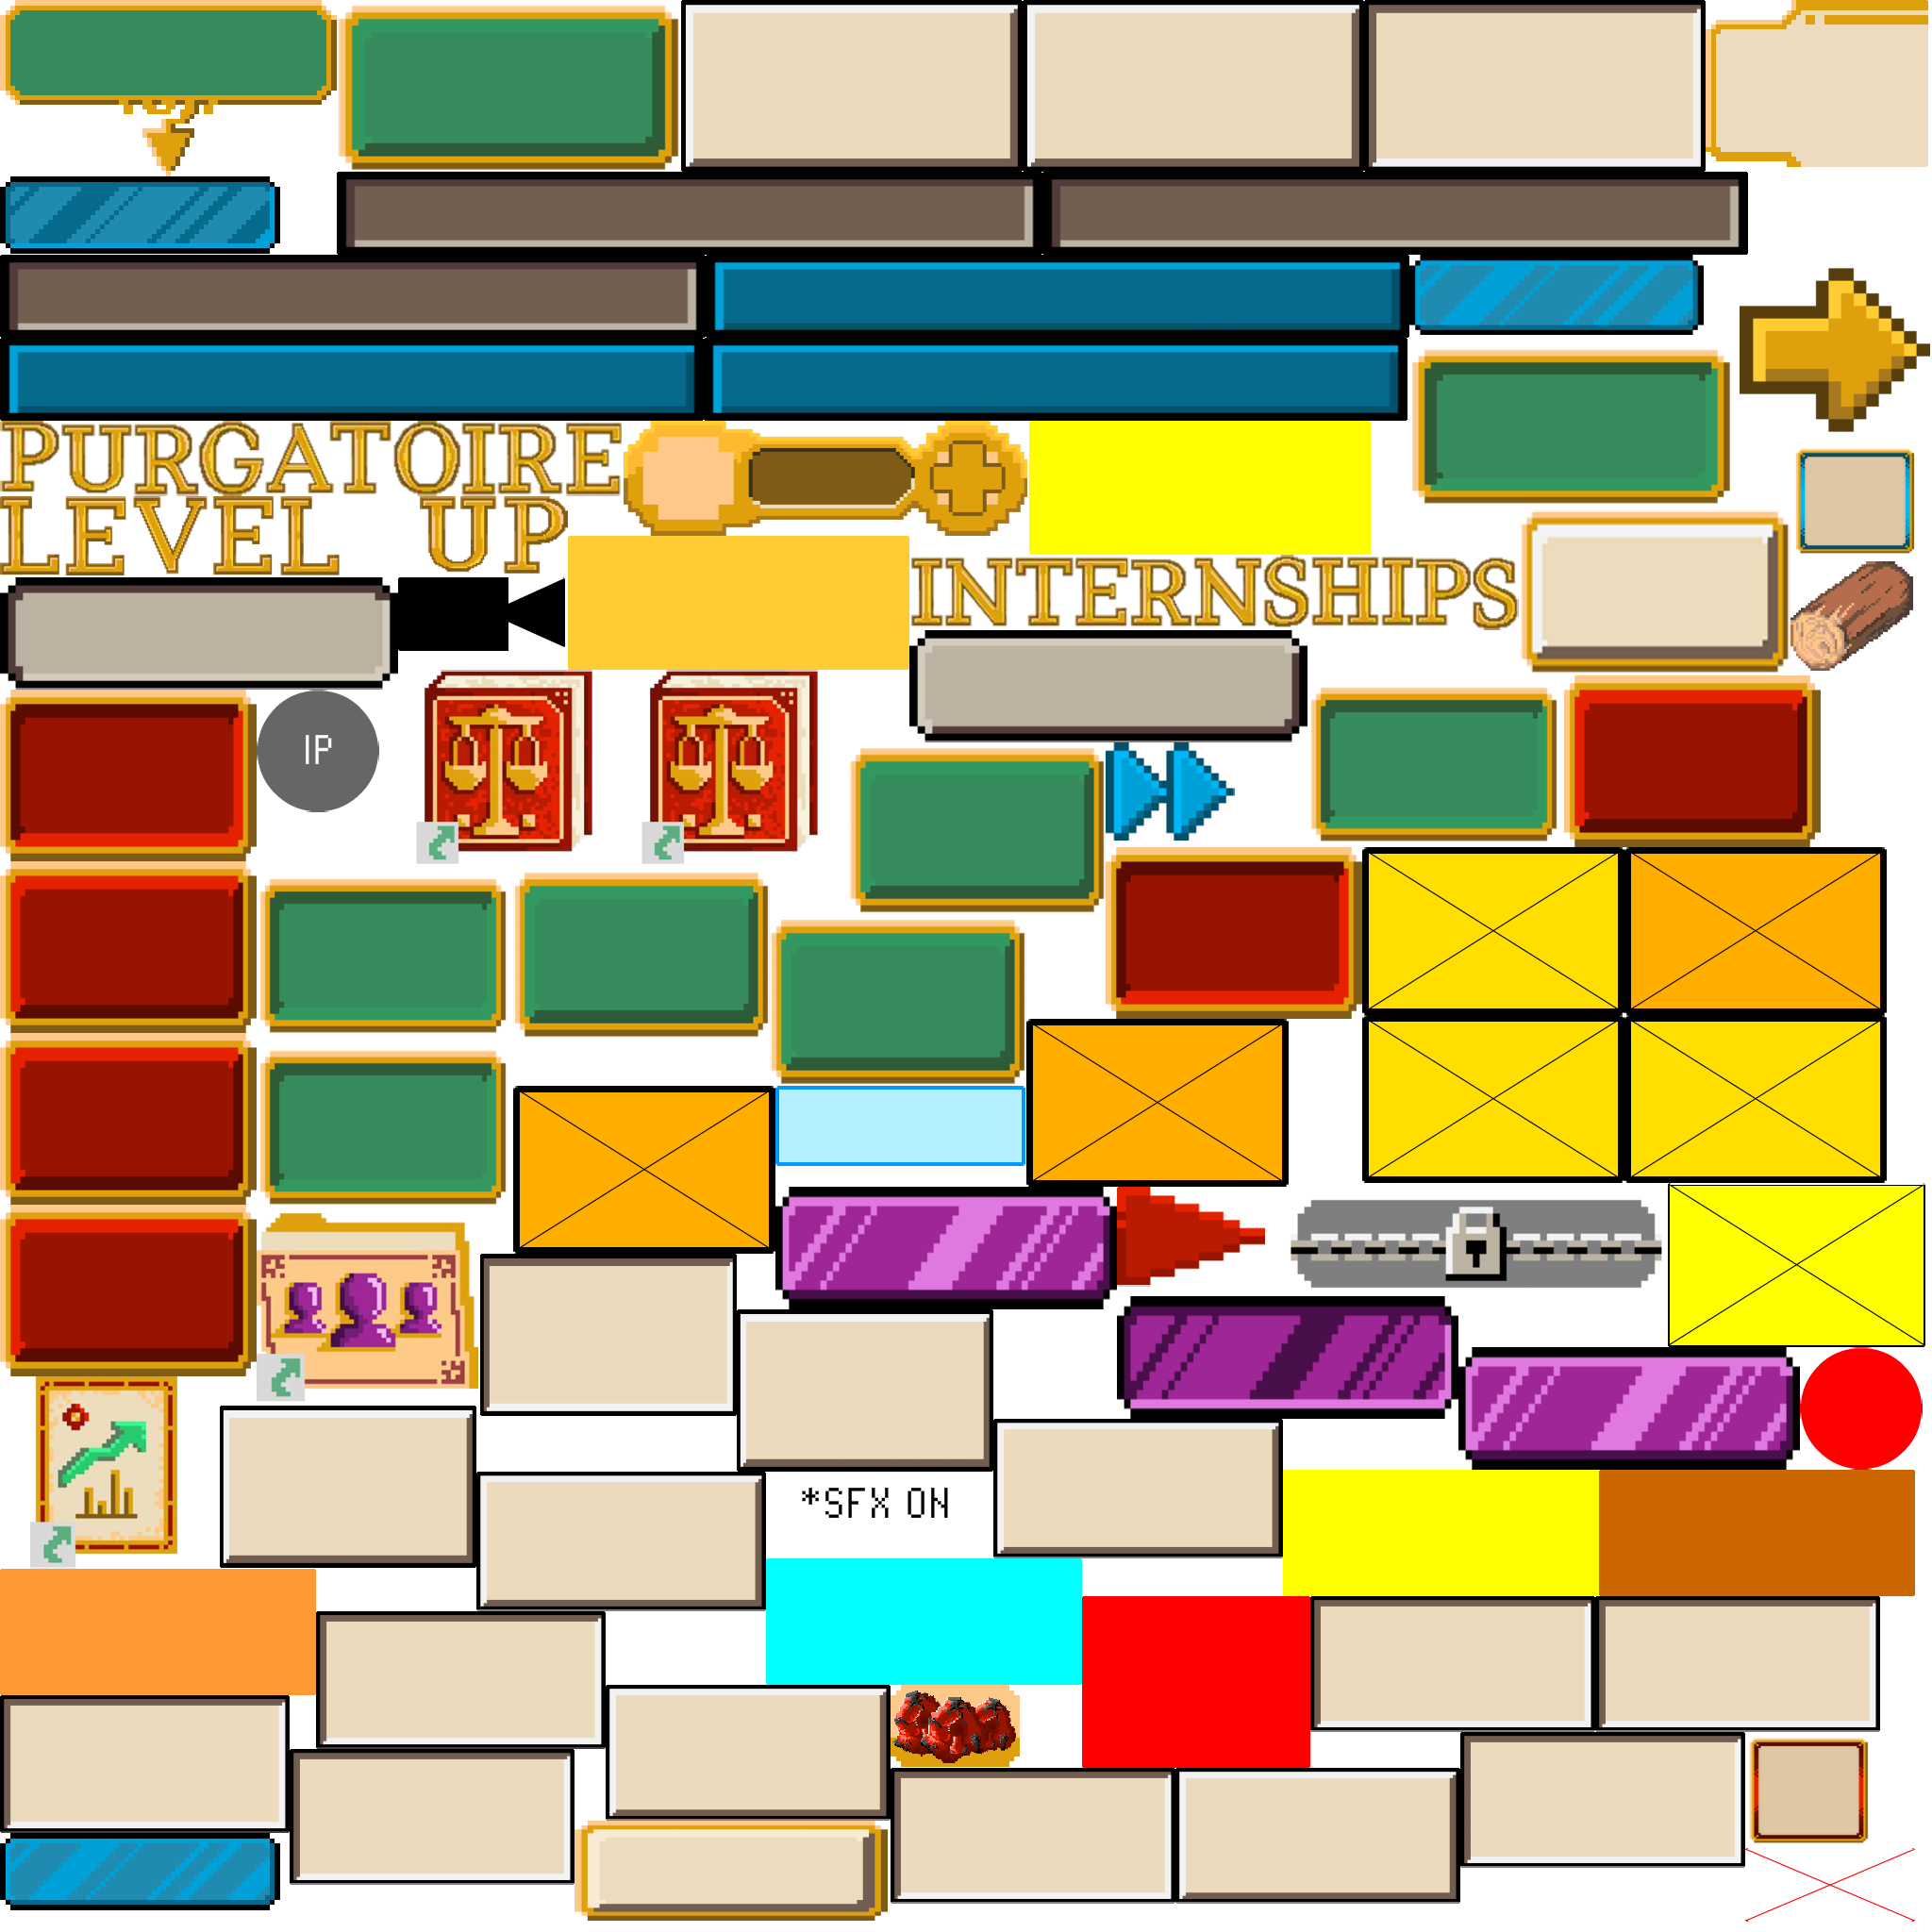 PURGATOIRE
LEVEL UP
INTERNSHIPS
IP
*SFX ON